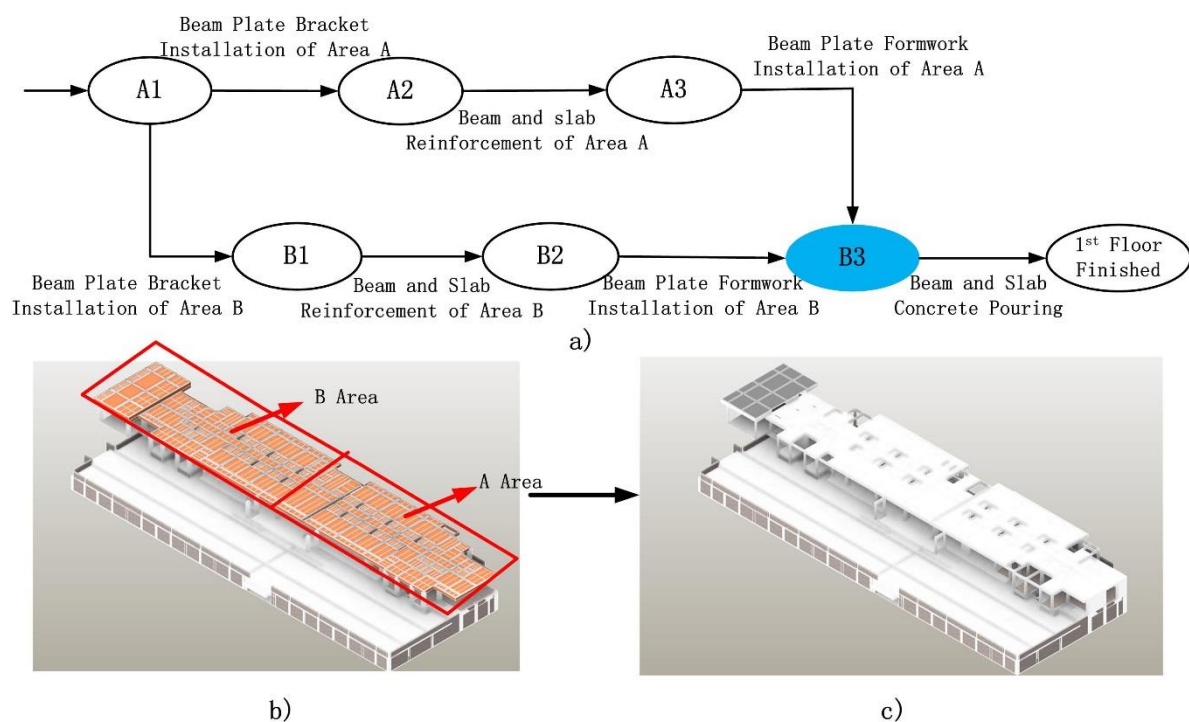 Beam Plate Bracket
Installation of Area A
Beam Plate Formwork
Installation of Area A
A1
A2
A3
Beam and slab
Reinforcement of Area A
B1
B2
B3
1st Floor
Finished
Beam Plate Bracket
Installation of Area B
Beam and Slab
Reinforcement of Area B
Beam Plate Formwork
Installation of Area B
Beam and Slab
Concrete Pouring
a)
B Area
A Area
b)
c)